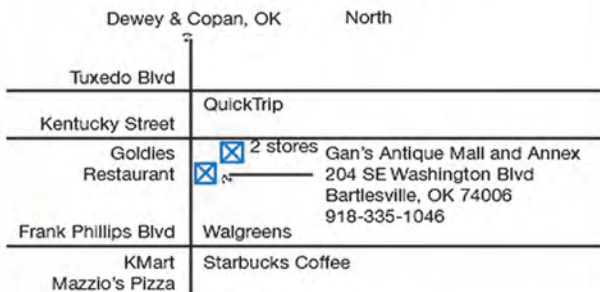 Dewey & Copan, OK North
Tuxedo Blvd
QuickTrip
Kentucky Street
Goldies
Restaurant
2 stores
Gan's Antique Mall and Annex
204 SE Washington Blvd
Bartlesville, OK 74006
918-335-1046
Frank Phillips Blvd
Walgreens
KMart
Mazzio's Pizza
Starbucks Coffee